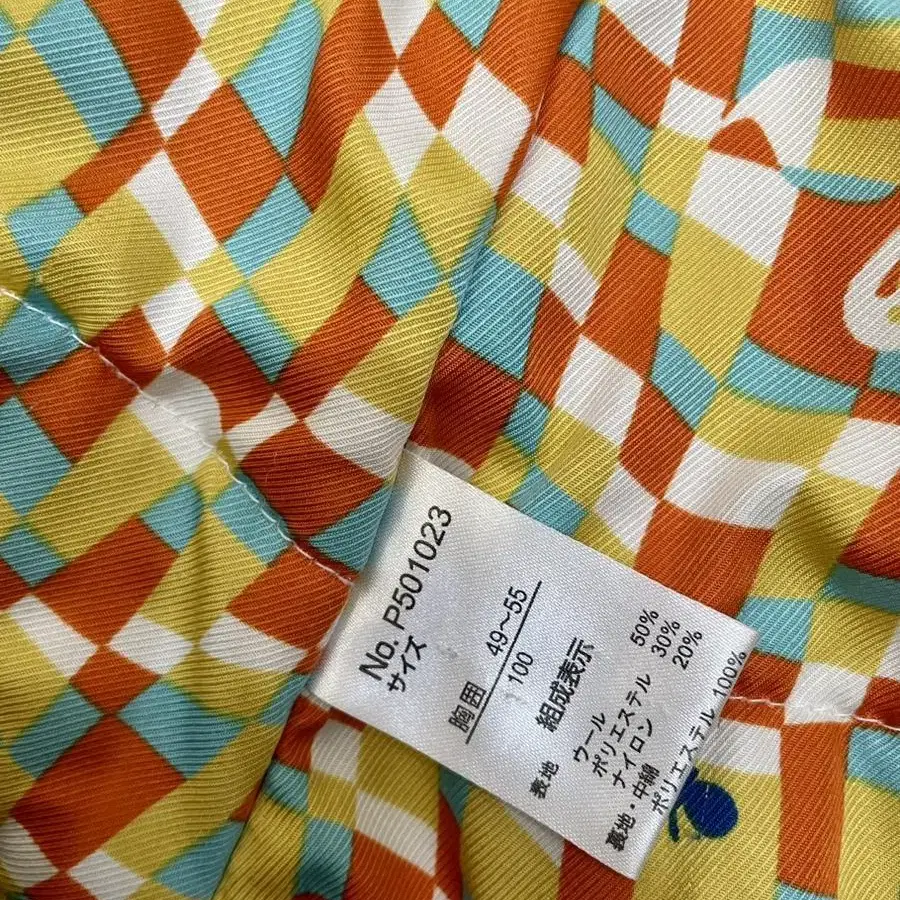 No. P501023
サイズ
胸囲 49〜55
100
組成表示
表地 ウール 50%
ポリエステル 30%
ナイロン 20%
裏地・中綿 ポリエステル 100%